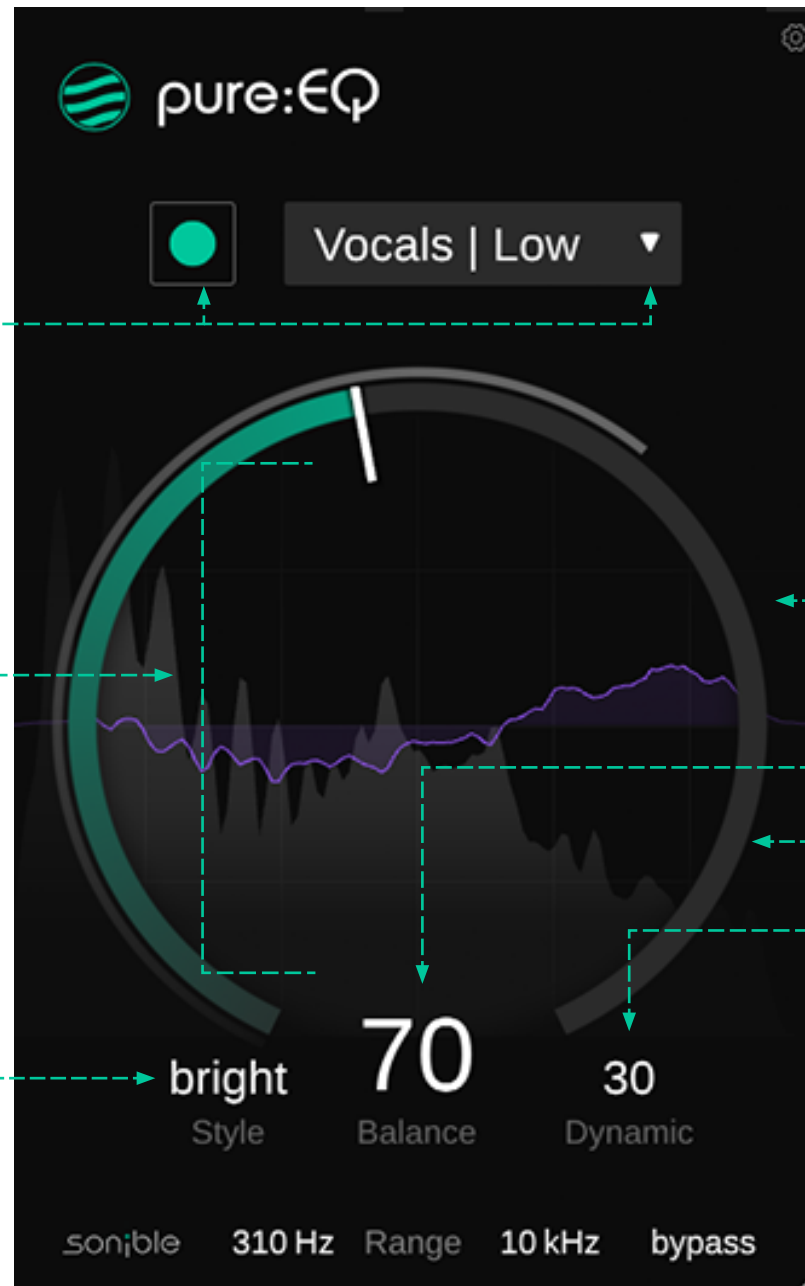 pure:EQ
Vocals | Low
bright 70 30
Style Balance Dynamic
sonible 310 Hz Range 10 kHz bypass